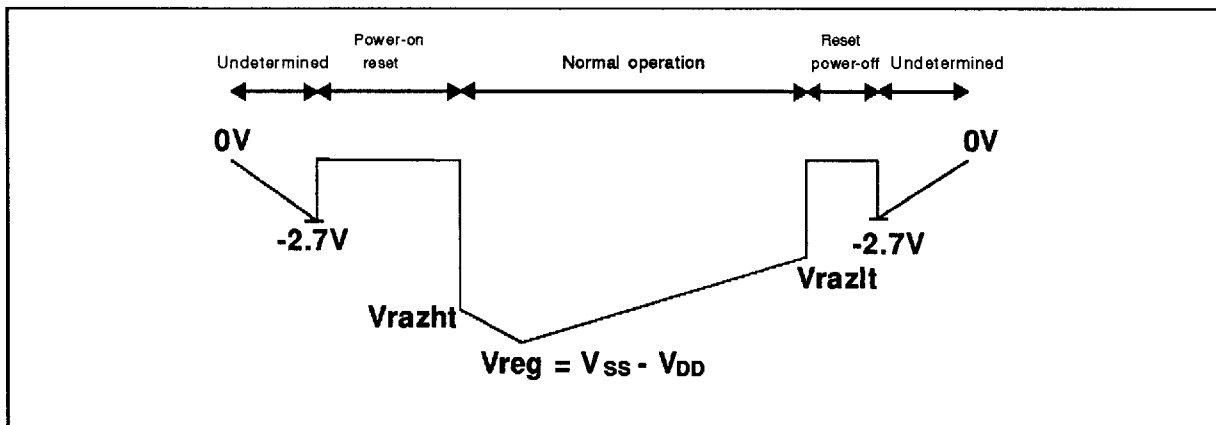 Undetermined
Power-on
reset
Normal operation
Reset
power-off
Undetermined
0V
0V
-2.7V
-2.7V
Vrazht
Vrazlt
Vreg = VSS - VDD